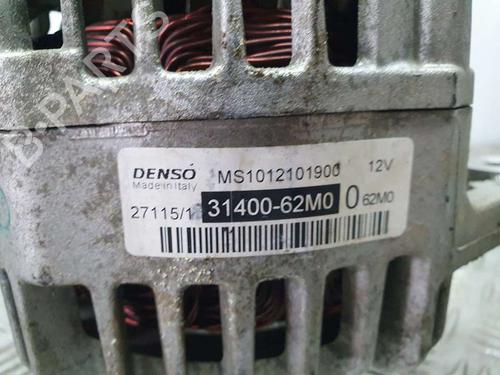 B-PARTS
DENSO MS1012101900 12V
Made in Italy
27115/1 31400-62M0 0 62M0